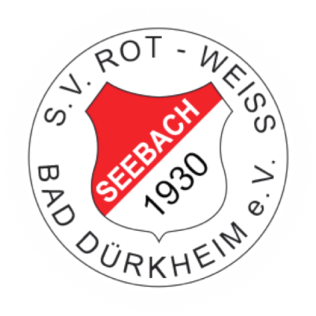 S.V. ROT - WEISS
SEEBACH
1930
BAD DÜRKHEIM e.V.